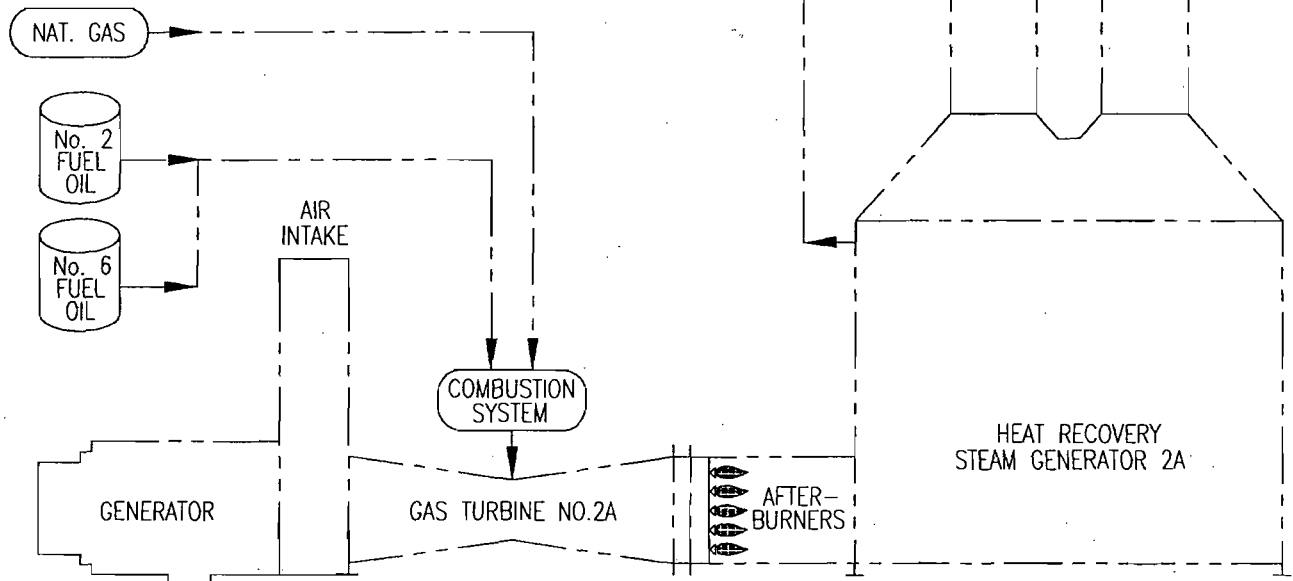 NAT. GAS
No. 2
FUEL
OIL
No. 6
FUEL
OIL
AIR
INTAKE
COMBUSTION
SYSTEM
GENERATOR
GAS TURBINE NO.2A
AFTER-
BURNERS
HEAT RECOVERY
STEAM GENERATOR 2A